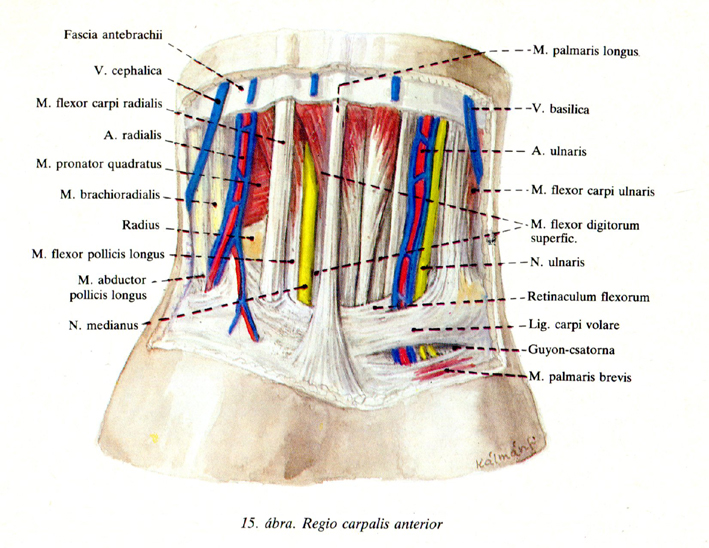 Fascia antebrachii
V. cephalica
M. flexor carpi radialis
A. radialis
M. pronator quadratus
M. brachioradialis
Radius
M. flexor pollicis longus
M. abductor
pollicis longus
N. medianus
M. palmaris longus
V. basilica
A. ulnaris
M. flexor carpi ulnaris
M. flexor digitorum
superfic.
N. ulnaris
Retinaculum flexorum
Lig. carpi volare
Guyon-csatorna
M. palmaris brevis
15. ábra. Regio carpalis anterior